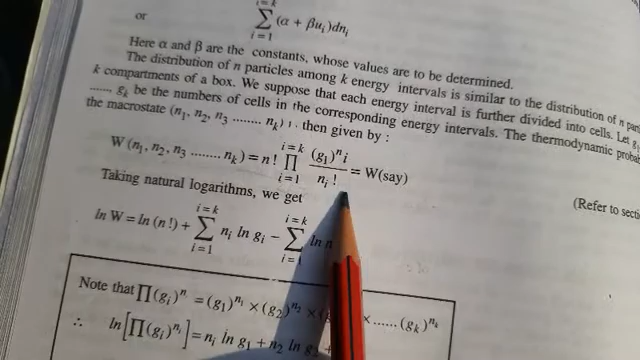 or
i = k
∑ (α + βu_i)dn_i
i = 1
Here α and β are the constants, whose values are to be determined.
The distribution of n particles among k energy intervals is similar to the distribution of n
k compartments of a box. We suppose that each energy interval is further divided into cells. Let
........ g_k be the numbers of cells in the corresponding energy intervals. The thermodynamic
the macrostate (n_1, n_2, n_3 ........ n_k), then given by :
W (n_1, n_2, n_3 ........ n_k) = n ! ∏_{i = 1}^{i = k} (g_1)^n i / n_i ! = W(say)
Taking natural logarithms, we get
(Refer to
ln W = ln (n !) + ∑_{i = 1}^{i = k} n_i ln g_i − ∑_{i = 1}^{i = k} ln n
Note that ∏(g_i)^n = (g_1)^{n_1} × (g_2)^{n_2} × × ...... (g_k)^{n_k}
∴ ln[∏(g_i)^{n_i}] = n_i ln g_1 + n_2 ln g_2